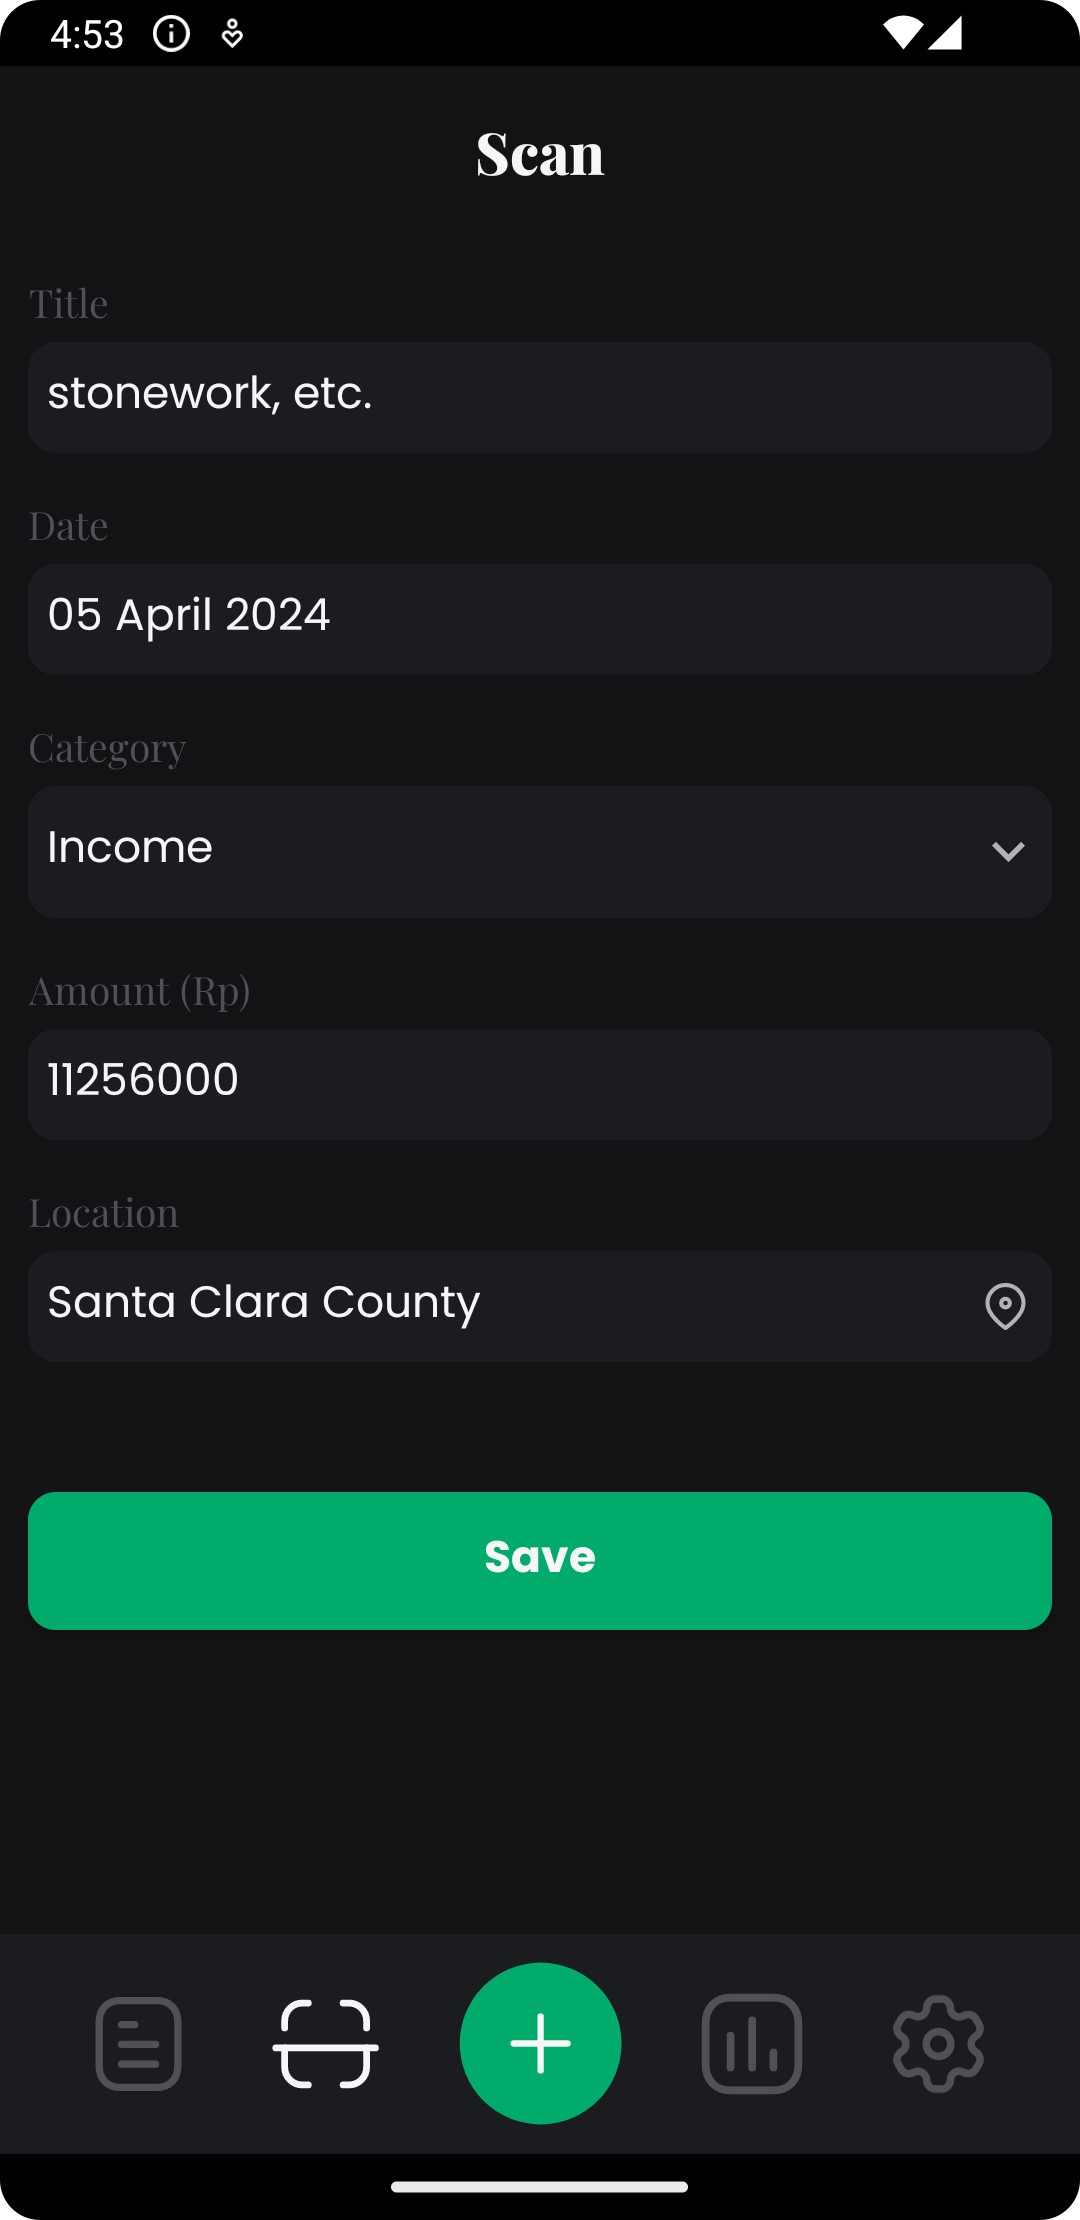 4:53
Scan
Title
stonework, etc.
Date
05 April 2024
Category
Income
Amount (Rp)
11256000
Location
Santa Clara County
Save